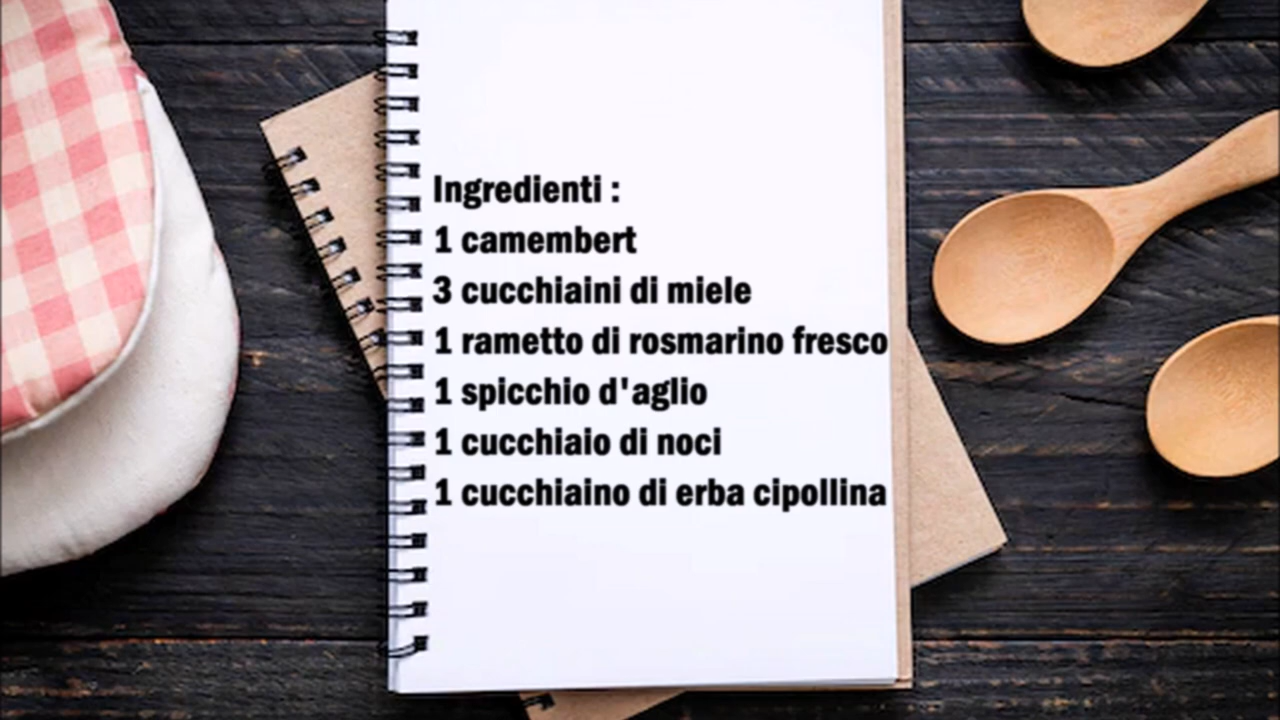 Ingredienti :
1 camembert
3 cucchiaini di miele
1 rametto di rosmarino fresco
1 spicchio d'aglio
1 cucchiaio di noci
1 cucchiaino di erba cipollina